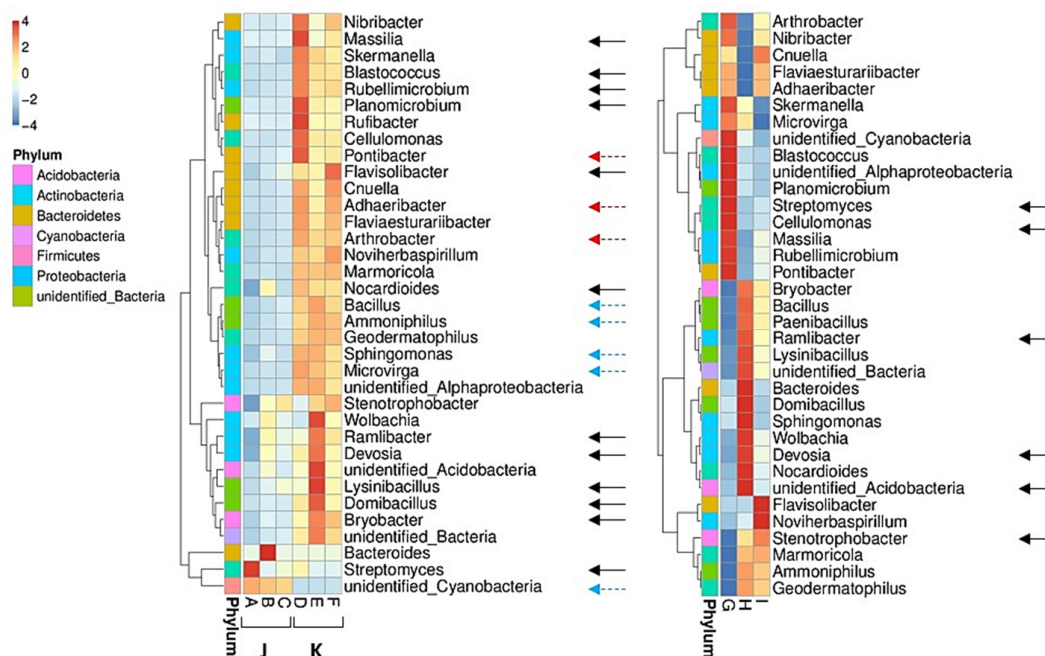 4
2
0
−2
−4
Phylum
Acidobacteria
Actinobacteria
Bacteroidetes
Cyanobacteria
Firmicutes
Proteobacteria
unidentified_Bacteria
Nibribacter
Massilia
Skermanella
Blastococcus
Rubellimicrobium
Planomicrobium
Rufibacter
Cellulomonas
Pontibacter
Flavisolibacter
Cnuella
Adhaeribacter
Flaviaesturariibacter
Arthrobacter
Noviherbaspirillum
Marmoricola
Nocardioides
Bacillus
Ammoniphilus
Geodermatophilus
Sphingomonas
Microvirga
unidentified_Alphaproteobacteria
Stenotrophobacter
Wolbachia
Ramlibacter
Devosia
unidentified_Acidobacteria
Lysinibacillus
Domibacillus
Bryobacter
unidentified_Bacteria
Bacteroides
Streptomyces
unidentified_Cyanobacteria
Phylum A B C D E F
J K
Arthrobacter
Nibribacter
Cnuella
Flaviaesturariibacter
Adhaeribacter
Skermanella
Microvirga
unidentified_Cyanobacteria
Blastococcus
unidentified_Alphaproteobacteria
Planomicrobium
Streptomyces
Cellulomonas
Massilia
Rubellimicrobium
Pontibacter
Bryobacter
Bacillus
Paenibacillus
Ramlibacter
Lysinibacillus
unidentified_Bacteria
Bacteroides
Domibacillus
Sphingomonas
Wolbachia
Devosia
Nocardioides
unidentified_Acidobacteria
Flavisolibacter
Noviherbaspirillum
Stenotrophobacter
Marmoricola
Ammoniphilus
Geodermatophilus
Phylum G H I